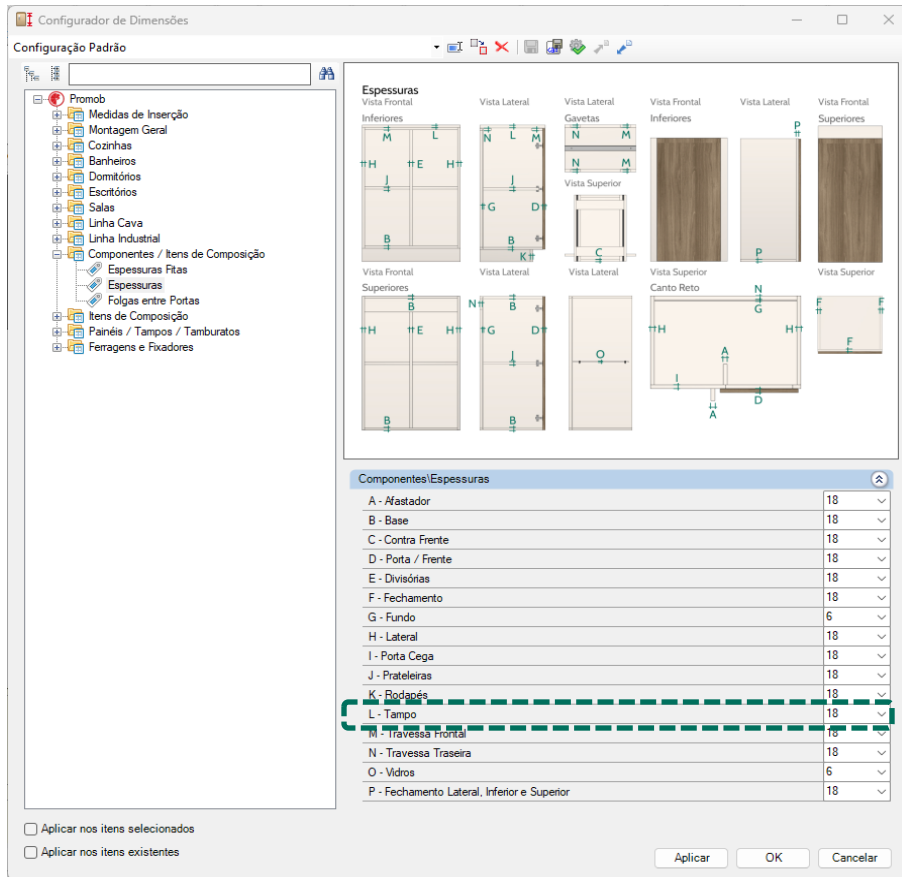 Configurador de Dimensões
Configuração Padrão
Promob
Medidas de Inserção
Montagem Geral
Cozinhas
Banheiros
Dormitórios
Escritórios
Salas
Linha Cava
Linha Industrial
Componentes / Itens de Composição
Espessuras Fitas
Espessuras
Folgas entre Portas
Itens de Composição
Painéis / Tampos / Tamburatos
Ferragens e Fixadores
Espessuras
Vista Frontal Vista Lateral Vista Lateral Vista Frontal Vista Lateral Vista Frontal
Inferiores Gavetas Inferiores Superiores
M L N L M N M P
H E H N M
J J Vista Superior
G D
B B K C P
Vista Frontal Vista Lateral Vista Lateral Vista Superior Vista Superior
Superiores Canto Reto N
B N B G F F
H E H G D H H
J O A F
I D
B B A
Componentes\Espessuras
A - Afastador 18
B - Base 18
C - Contra Frente 18
D - Porta / Frente 18
E - Divisórias 18
F - Fechamento 18
G - Fundo 6
H - Lateral 18
I - Porta Cega 18
J - Prateleiras 18
K - Rodapés 18
L - Tampo 18
M - Travessa Frontal 18
N - Travessa Traseira 18
O - Vidros 6
P - Fechamento Lateral, Inferior e Superior 18
Aplicar nos itens selecionados
Aplicar nos itens existentes
Aplicar OK Cancelar